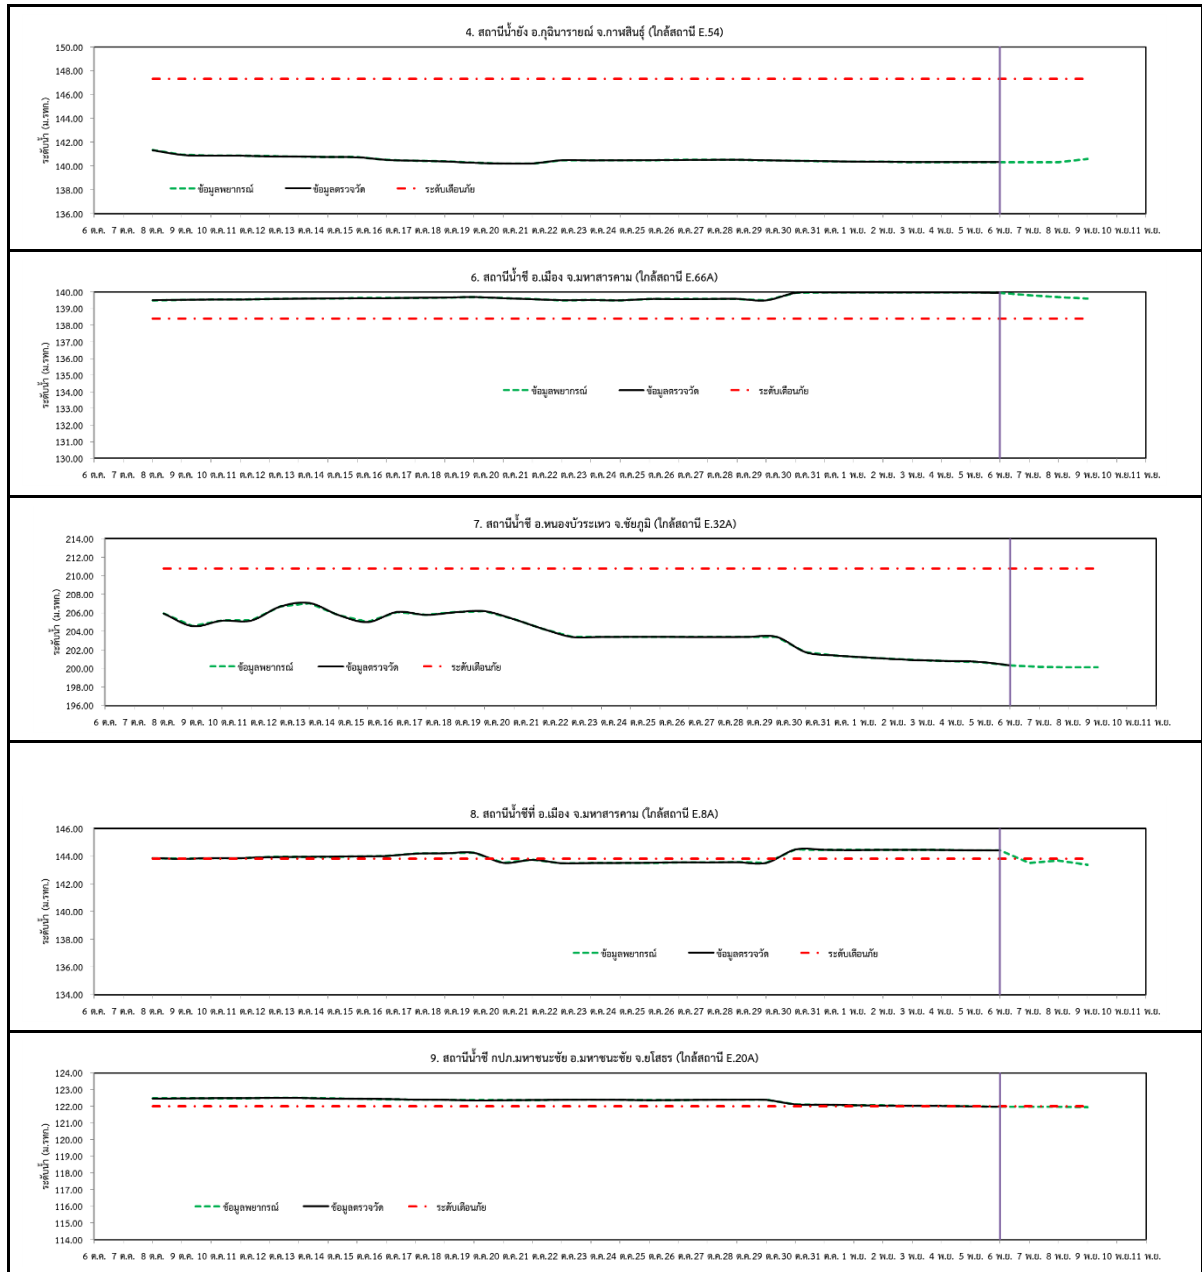 4. สถานีน้ำยัง อ.กุฉินารายณ์ จ.กาฬสินธุ์ (ใกล้สถานี E.54)
150.00
148.00
146.00
144.00
142.00
140.00
138.00
136.00
ระดับน้ำ (ม.รทก.)
ข้อมูลพยากรณ์ ข้อมูลตรวจวัด ระดับเตือนภัย
6 ต.ค. 7 ต.ค. 8 ต.ค. 9 ต.ค. 10 ต.ค. 11 ต.ค. 12 ต.ค. 13 ต.ค. 14 ต.ค. 15 ต.ค. 16 ต.ค. 17 ต.ค. 18 ต.ค. 19 ต.ค. 20 ต.ค. 21 ต.ค. 22 ต.ค. 23 ต.ค. 24 ต.ค. 25 ต.ค. 26 ต.ค. 27 ต.ค. 28 ต.ค. 29 ต.ค. 30 ต.ค. 31 ต.ค. 1 พ.ย. 2 พ.ย. 3 พ.ย. 4 พ.ย. 5 พ.ย. 6 พ.ย. 7 พ.ย. 8 พ.ย. 9 พ.ย. 10 พ.ย. 11 พ.ย.
6. สถานีน้ำชี อ.เมือง จ.มหาสารคาม (ใกล้สถานี E.66A)
140.00
139.00
138.00
137.00
136.00
135.00
134.00
133.00
132.00
131.00
130.00
ระดับน้ำ (ม.รทก.)
ข้อมูลพยากรณ์ ข้อมูลตรวจวัด ระดับเตือนภัย
6 ต.ค. 7 ต.ค. 8 ต.ค. 9 ต.ค. 10 ต.ค. 11 ต.ค. 12 ต.ค. 13 ต.ค. 14 ต.ค. 15 ต.ค. 16 ต.ค. 17 ต.ค. 18 ต.ค. 19 ต.ค. 20 ต.ค. 21 ต.ค. 22 ต.ค. 23 ต.ค. 24 ต.ค. 25 ต.ค. 26 ต.ค. 27 ต.ค. 28 ต.ค. 29 ต.ค. 30 ต.ค. 31 ต.ค. 1 พ.ย. 2 พ.ย. 3 พ.ย. 4 พ.ย. 5 พ.ย. 6 พ.ย. 7 พ.ย. 8 พ.ย. 9 พ.ย. 10 พ.ย. 11 พ.ย.
7. สถานีน้ำชี อ.หนองบัวระเหว จ.ชัยภูมิ (ใกล้สถานี E.32A)
214.00
212.00
210.00
208.00
206.00
204.00
202.00
200.00
198.00
196.00
ระดับน้ำ (ม.รทก.)
ข้อมูลพยากรณ์ ข้อมูลตรวจวัด ระดับเตือนภัย
6 ต.ค. 7 ต.ค. 8 ต.ค. 9 ต.ค. 10 ต.ค. 11 ต.ค. 12 ต.ค. 13 ต.ค. 14 ต.ค. 15 ต.ค. 16 ต.ค. 17 ต.ค. 18 ต.ค. 19 ต.ค. 20 ต.ค. 21 ต.ค. 22 ต.ค. 23 ต.ค. 24 ต.ค. 25 ต.ค. 26 ต.ค. 27 ต.ค. 28 ต.ค. 29 ต.ค. 30 ต.ค. 31 ต.ค. 1 พ.ย. 2 พ.ย. 3 พ.ย. 4 พ.ย. 5 พ.ย. 6 พ.ย. 7 พ.ย. 8 พ.ย. 9 พ.ย. 10 พ.ย. 11 พ.ย.
8. สถานีน้ำชีที่ อ.เมือง จ.มหาสารคาม (ใกล้สถานี E.8A)
146.00
144.00
142.00
140.00
138.00
136.00
134.00
ระดับน้ำ (ม.รทก.)
ข้อมูลพยากรณ์ ข้อมูลตรวจวัด ระดับเตือนภัย
6 ต.ค. 7 ต.ค. 8 ต.ค. 9 ต.ค. 10 ต.ค. 11 ต.ค. 12 ต.ค. 13 ต.ค. 14 ต.ค. 15 ต.ค. 16 ต.ค. 17 ต.ค. 18 ต.ค. 19 ต.ค. 20 ต.ค. 21 ต.ค. 22 ต.ค. 23 ต.ค. 24 ต.ค. 25 ต.ค. 26 ต.ค. 27 ต.ค. 28 ต.ค. 29 ต.ค. 30 ต.ค. 31 ต.ค. 1 พ.ย. 2 พ.ย. 3 พ.ย. 4 พ.ย. 5 พ.ย. 6 พ.ย. 7 พ.ย. 8 พ.ย. 9 พ.ย. 10 พ.ย. 11 พ.ย.
9. สถานีน้ำชี กปภ.มหาชนะชัย อ.มหาชนะชัย จ.ยโสธร (ใกล้สถานี E.20A)
124.00
123.00
122.00
121.00
120.00
119.00
118.00
117.00
116.00
115.00
114.00
ระดับน้ำ (ม.รทก.)
ข้อมูลพยากรณ์ ข้อมูลตรวจวัด ระดับเตือนภัย
6 ต.ค. 7 ต.ค. 8 ต.ค. 9 ต.ค. 10 ต.ค. 11 ต.ค. 12 ต.ค. 13 ต.ค. 14 ต.ค. 15 ต.ค. 16 ต.ค. 17 ต.ค. 18 ต.ค. 19 ต.ค. 20 ต.ค. 21 ต.ค. 22 ต.ค. 23 ต.ค. 24 ต.ค. 25 ต.ค. 26 ต.ค. 27 ต.ค. 28 ต.ค. 29 ต.ค. 30 ต.ค. 31 ต.ค. 1 พ.ย. 2 พ.ย. 3 พ.ย. 4 พ.ย. 5 พ.ย. 6 พ.ย. 7 พ.ย. 8 พ.ย. 9 พ.ย. 10 พ.ย. 11 พ.ย.